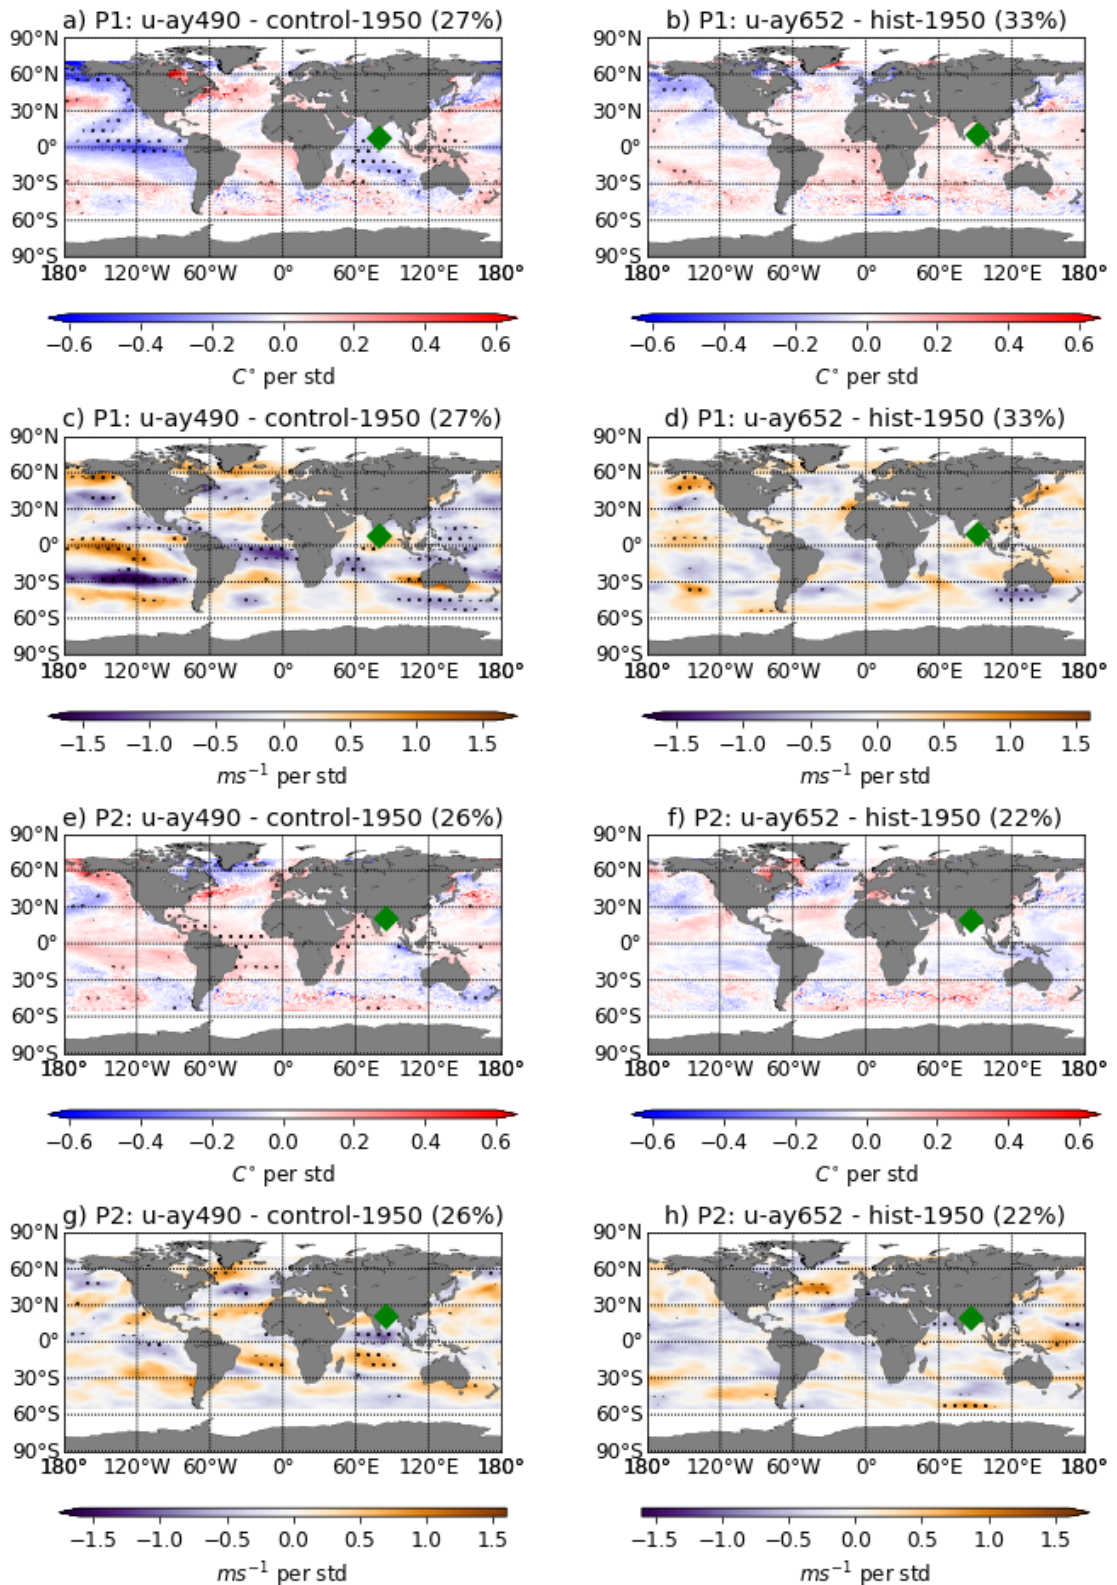 a) P1: u-ay490 - control-1950 (27%)
90°N
60°N
30°N
0°
30°S
60°S
90°S
180° 120°W 60°W 0° 60°E 120°E 180°
−0.6 −0.4 −0.2 0.0 0.2 0.4 0.6
C° per std
b) P1: u-ay652 - hist-1950 (33%)
90°N
60°N
30°N
0°
30°S
60°S
90°S
180° 120°W 60°W 0° 60°E 120°E 180°
−0.6 −0.4 −0.2 0.0 0.2 0.4 0.6
C° per std
c) P1: u-ay490 - control-1950 (27%)
90°N
60°N
30°N
0°
30°S
60°S
90°S
180° 120°W 60°W 0° 60°E 120°E 180°
−1.5 −1.0 −0.5 0.0 0.5 1.0 1.5
ms⁻¹ per std
d) P1: u-ay652 - hist-1950 (33%)
90°N
60°N
30°N
0°
30°S
60°S
90°S
180° 120°W 60°W 0° 60°E 120°E 180°
−1.5 −1.0 −0.5 0.0 0.5 1.0 1.5
ms⁻¹ per std
e) P2: u-ay490 - control-1950 (26%)
90°N
60°N
30°N
0°
30°S
60°S
90°S
180° 120°W 60°W 0° 60°E 120°E 180°
−0.6 −0.4 −0.2 0.0 0.2 0.4 0.6
C° per std
f) P2: u-ay652 - hist-1950 (22%)
90°N
60°N
30°N
0°
30°S
60°S
90°S
180° 120°W 60°W 0° 60°E 120°E 180°
−0.6 −0.4 −0.2 0.0 0.2 0.4 0.6
C° per std
g) P2: u-ay490 - control-1950 (26%)
90°N
60°N
30°N
0°
30°S
60°S
90°S
180° 120°W 60°W 0° 60°E 120°E 180°
−1.5 −1.0 −0.5 0.0 0.5 1.0 1.5
ms⁻¹ per std
h) P2: u-ay652 - hist-1950 (22%)
90°N
60°N
30°N
0°
30°S
60°S
90°S
180° 120°W 60°W 0° 60°E 120°E 180°
−1.5 −1.0 −0.5 0.0 0.5 1.0 1.5
ms⁻¹ per std